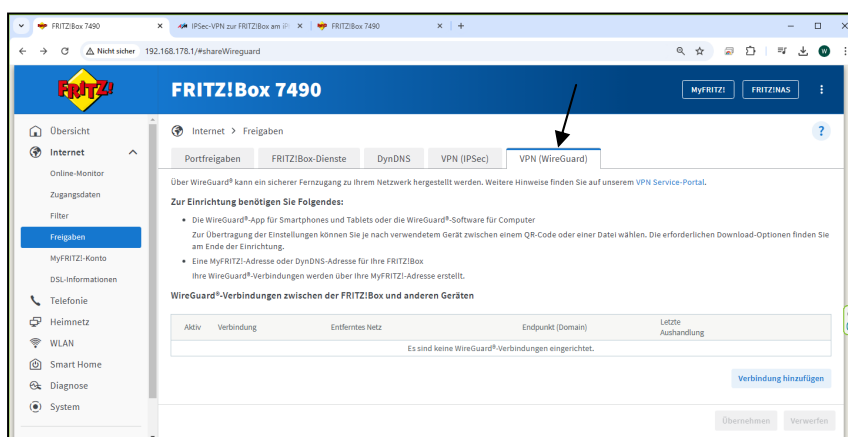 FRITZ!Box 7490
IPSec-VPN zur FRITZ!Box am iP
FRITZ!Box 7490
Nicht sicher
192.168.178.1/#shareWireguard
W
FRITZ!
FRITZ!Box 7490
MyFRITZ!
FRITZ!NAS
Übersicht
Internet
Online-Monitor
Zugangsdaten
Filter
Freigaben
MyFRITZ!-Konto
DSL-Informationen
Telefonie
Heimnetz
WLAN
Smart Home
Diagnose
System
Internet > Freigaben
?
Portfreigaben
FRITZ!Box-Dienste
DynDNS
VPN (IPSec)
VPN (WireGuard)
Über WireGuard® kann ein sicherer Fernzugang zu Ihrem Netzwerk hergestellt werden. Weitere Hinweise finden Sie auf unserem VPN Service-Portal.
Zur Einrichtung benötigen Sie Folgendes:
• Die WireGuard®-App für Smartphones und Tablets oder die WireGuard®-Software für Computer
Zur Übertragung der Einstellungen können Sie je nach verwendetem Gerät zwischen einem QR-Code oder einer Datei wählen. Die erforderlichen Download-Optionen finden Sie
am Ende der Einrichtung.
• Eine MyFRITZ!-Adresse oder DynDNS-Adresse für Ihre FRITZ!Box
Ihre WireGuard®-Verbindungen werden über Ihre MyFRITZ!-Adresse erstellt.
WireGuard®-Verbindungen zwischen der FRITZ!Box und anderen Geräten
Aktiv
Verbindung
Entferntes Netz
Endpunkt (Domain)
Letzte
Aushandlung
Es sind keine WireGuard®-Verbindungen eingerichtet.
Verbindung hinzufügen
Übernehmen
Verwerfen